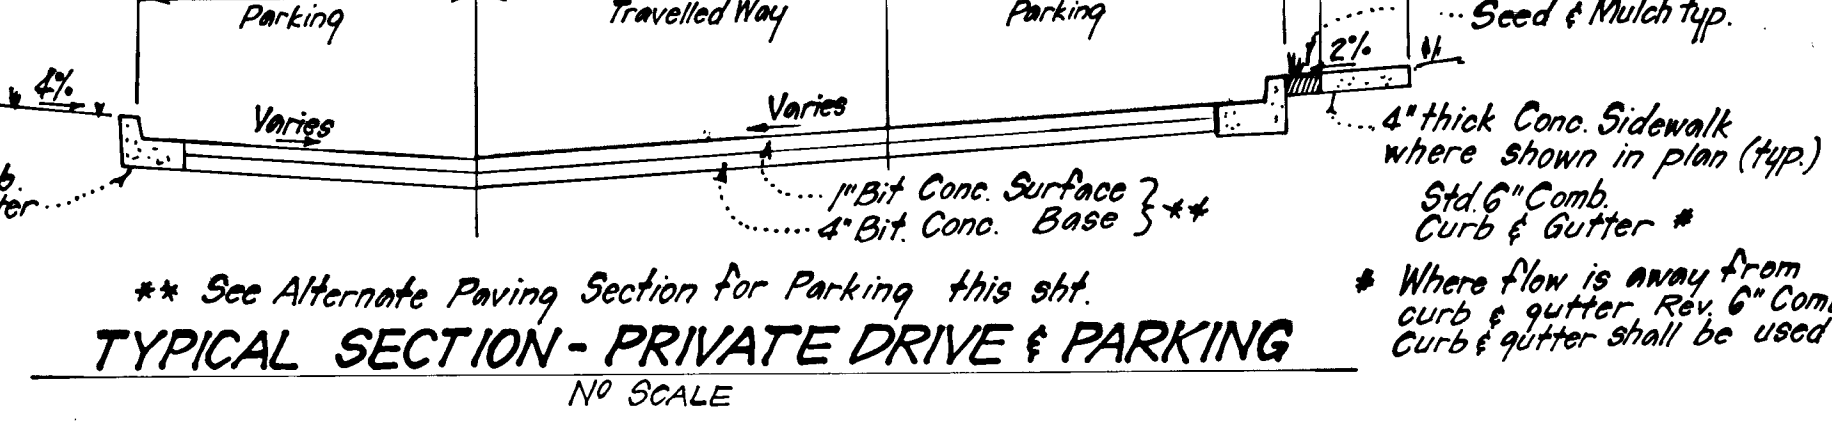 Parking
Travelled Way
Parking
Seed & Mulch typ.
4%
2%
Varies
Varies
4" thick Conc. Sidewalk
where shown in plan (typ.)
1" Bit Conc. Surface
4" Bit. Conc. Base
**
Std. 6" Comb.
Curb & Gutter *
** See Alternate Paving Section for Parking this sht.
* Where flow is away from
curb & gutter Rev. 6" Com
Curb & gutter shall be used
TYPICAL SECTION - PRIVATE DRIVE & PARKING
NO SCALE